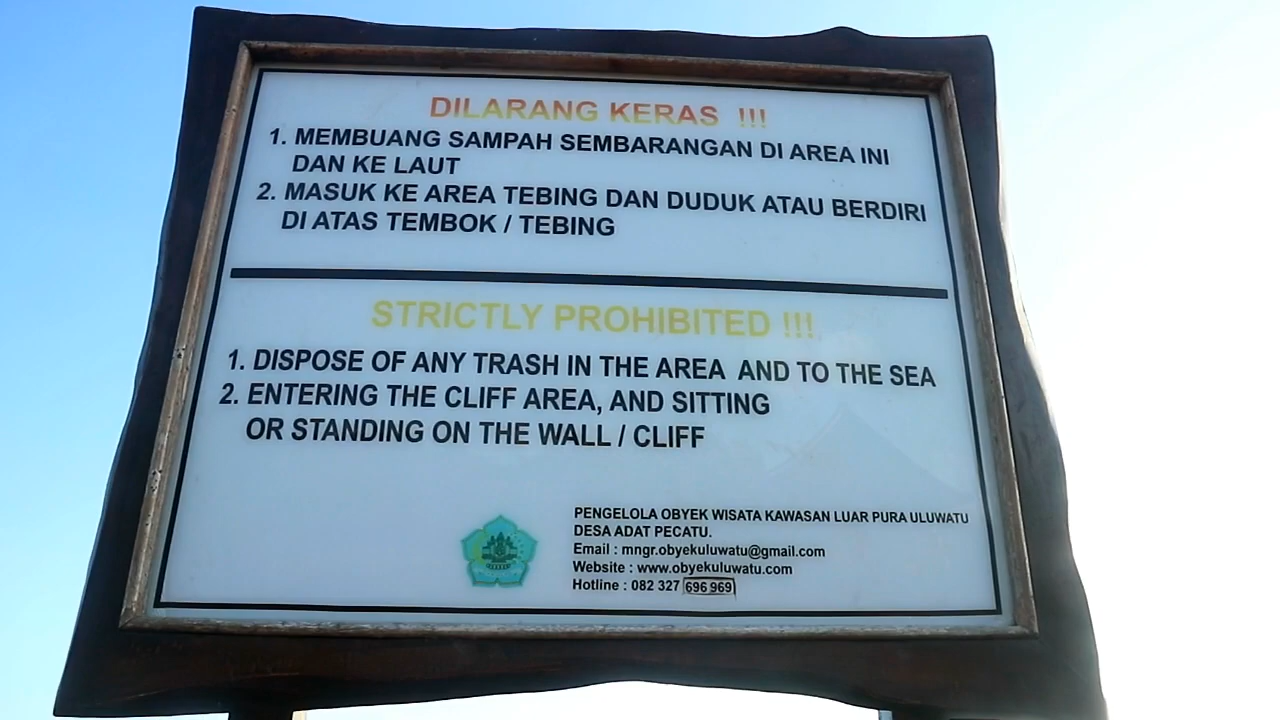 DILARANG KERAS !!!
1. MEMBUANG SAMPAH SEMBARANGAN DI AREA INI
DAN KE LAUT
2. MASUK KE AREA TEBING DAN DUDUK ATAU BERDIRI
DI ATAS TEMBOK / TEBING
STRICTLY PROHIBITED !!!
1. DISPOSE OF ANY TRASH IN THE AREA AND TO THE SEA
2. ENTERING THE CLIFF AREA, AND SITTING
OR STANDING ON THE WALL / CLIFF
PENGELOLA OBYEK WISATA KAWASAN LUAR PURA ULUWATU
DESA ADAT PECATU.
Email : mngr.obyekuluwatu@gmail.com
Website : www.obyekuluwatu.com
Hotline : 082 327 696 969